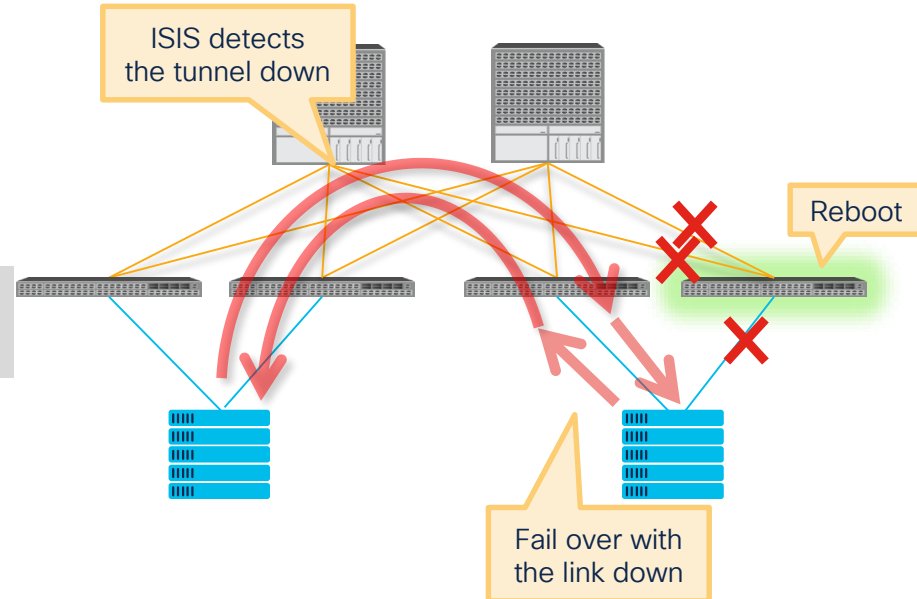 ISIS detects
the tunnel down
Reboot
Fail over with
the link down